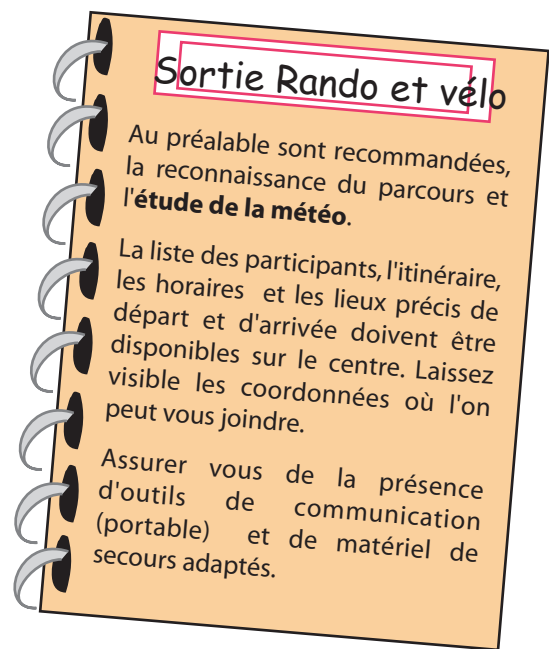 Sortie Rando et vélo
Au préalable sont recommandées,
la reconnaissance du parcours et
l'étude de la météo.
La liste des participants, l'itinéraire,
les horaires et les lieux précis de
départ et d'arrivée doivent être
disponibles sur le centre. Laissez
visible les coordonnées où l'on
peut vous joindre.
Assurer vous de la présence
d'outils de communication
(portable) et de matériel de
secours adaptés.